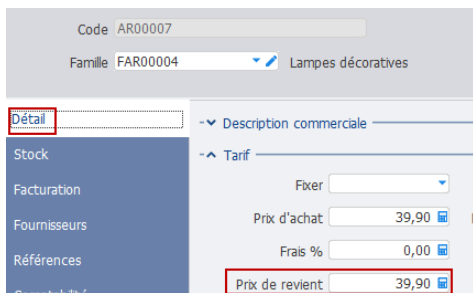 Code AR00007
Famille FAR00004 Lampes décoratives
Détail
Description commerciale
Stock
Tarif
Facturation
Fixer
Fournisseurs
Prix d'achat 39,90
Références
Frais % 0,00
Prix de revient 39,90